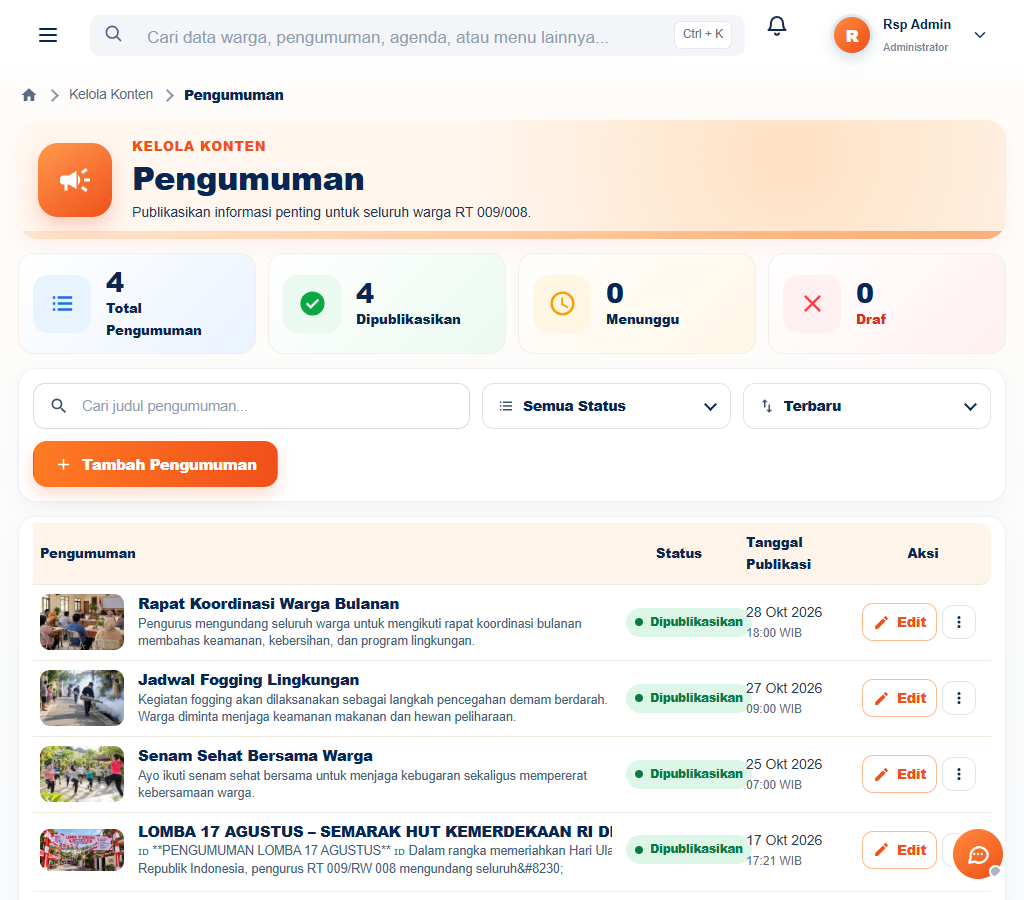 Cari data warga, pengumuman, agenda, atau menu lainnya...
Ctrl + K
R
Rsp Admin
Administrator
Kelola Konten
Pengumuman
KELOLA KONTEN
Pengumuman
Publikasikan informasi penting untuk seluruh warga RT 009/008.
4
Total
Pengumuman
4
Dipublikasikan
0
Menunggu
0
Draf
Cari judul pengumuman...
Semua Status
Terbaru
+ Tambah Pengumuman
Pengumuman
Status
Tanggal
Publikasi
Aksi
Rapat Koordinasi Warga Bulanan
Pengurus mengundang seluruh warga untuk mengikuti rapat koordinasi bulanan
membahas keamanan, kebersihan, dan program lingkungan.
Dipublikasikan
28 Okt 2026
18:00 WIB
Edit
Jadwal Fogging Lingkungan
Kegiatan fogging akan dilaksanakan sebagai langkah pencegahan demam berdarah.
Warga diminta menjaga keamanan makanan dan hewan peliharaan.
Dipublikasikan
27 Okt 2026
09:00 WIB
Edit
Senam Sehat Bersama Warga
Ayo ikuti senam sehat bersama untuk menjaga kebugaran sekaligus mempererat
kebersamaan warga.
Dipublikasikan
25 Okt 2026
07:00 WIB
Edit
LOMBA 17 AGUSTUS – SEMARAK HUT KEMERDEKAAN RI DI
ID **PENGUMUMAN LOMBA 17 AGUSTUS** ID Dalam rangka memeriahkan Hari Ula
Republik Indonesia, pengurus RT 009/RW 008 mengundang seluruh&#8230;
Dipublikasikan
17 Okt 2026
17:21 WIB
Edit